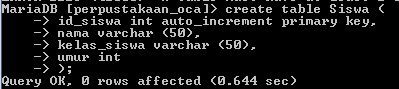 MariaDB [perpustakaan_ocal]> create table Siswa (
    -> id_siswa int auto_increment primary key,
    -> nama varchar (50),
    -> kelas_siswa varchar (50),
    -> umur int
    -> );
Query OK, 0 rows affected (0.644 sec)